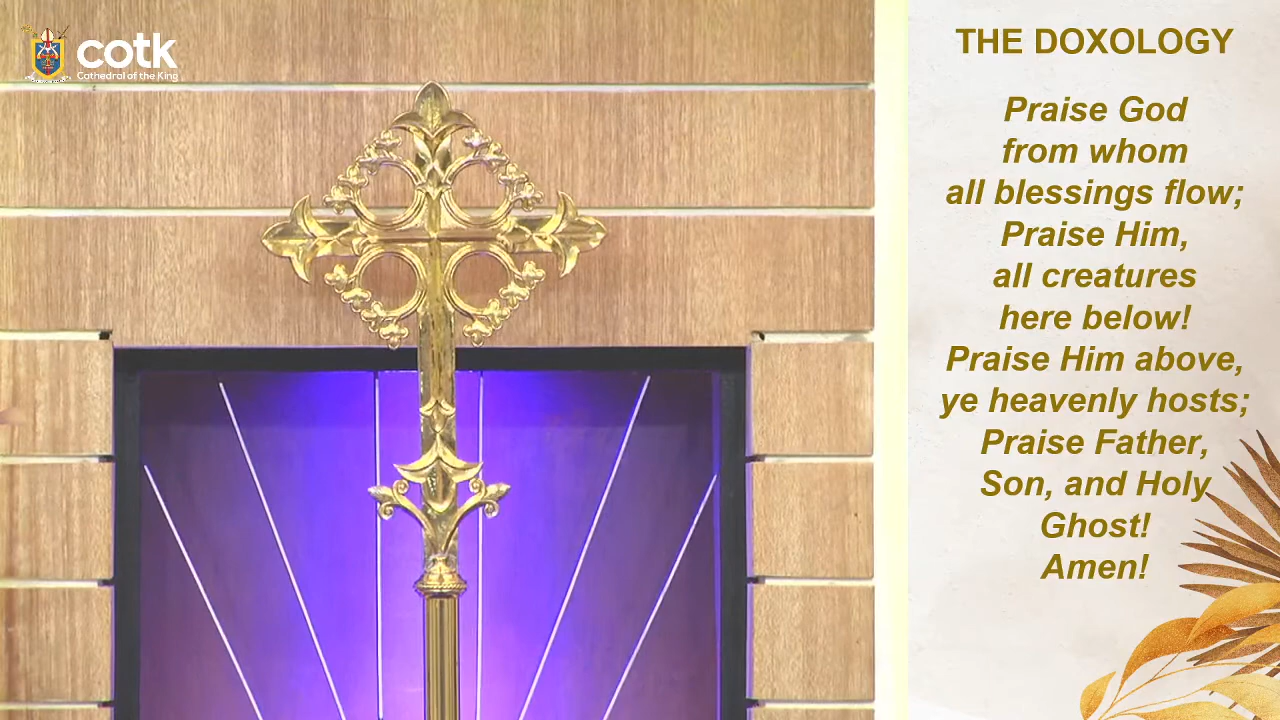 cotk
Cathedral of the King
THE DOXOLOGY
Praise God
from whom
all blessings flow;
Praise Him,
all creatures
here below!
Praise Him above,
ye heavenly hosts;
Praise Father,
Son, and Holy
Ghost!
Amen!